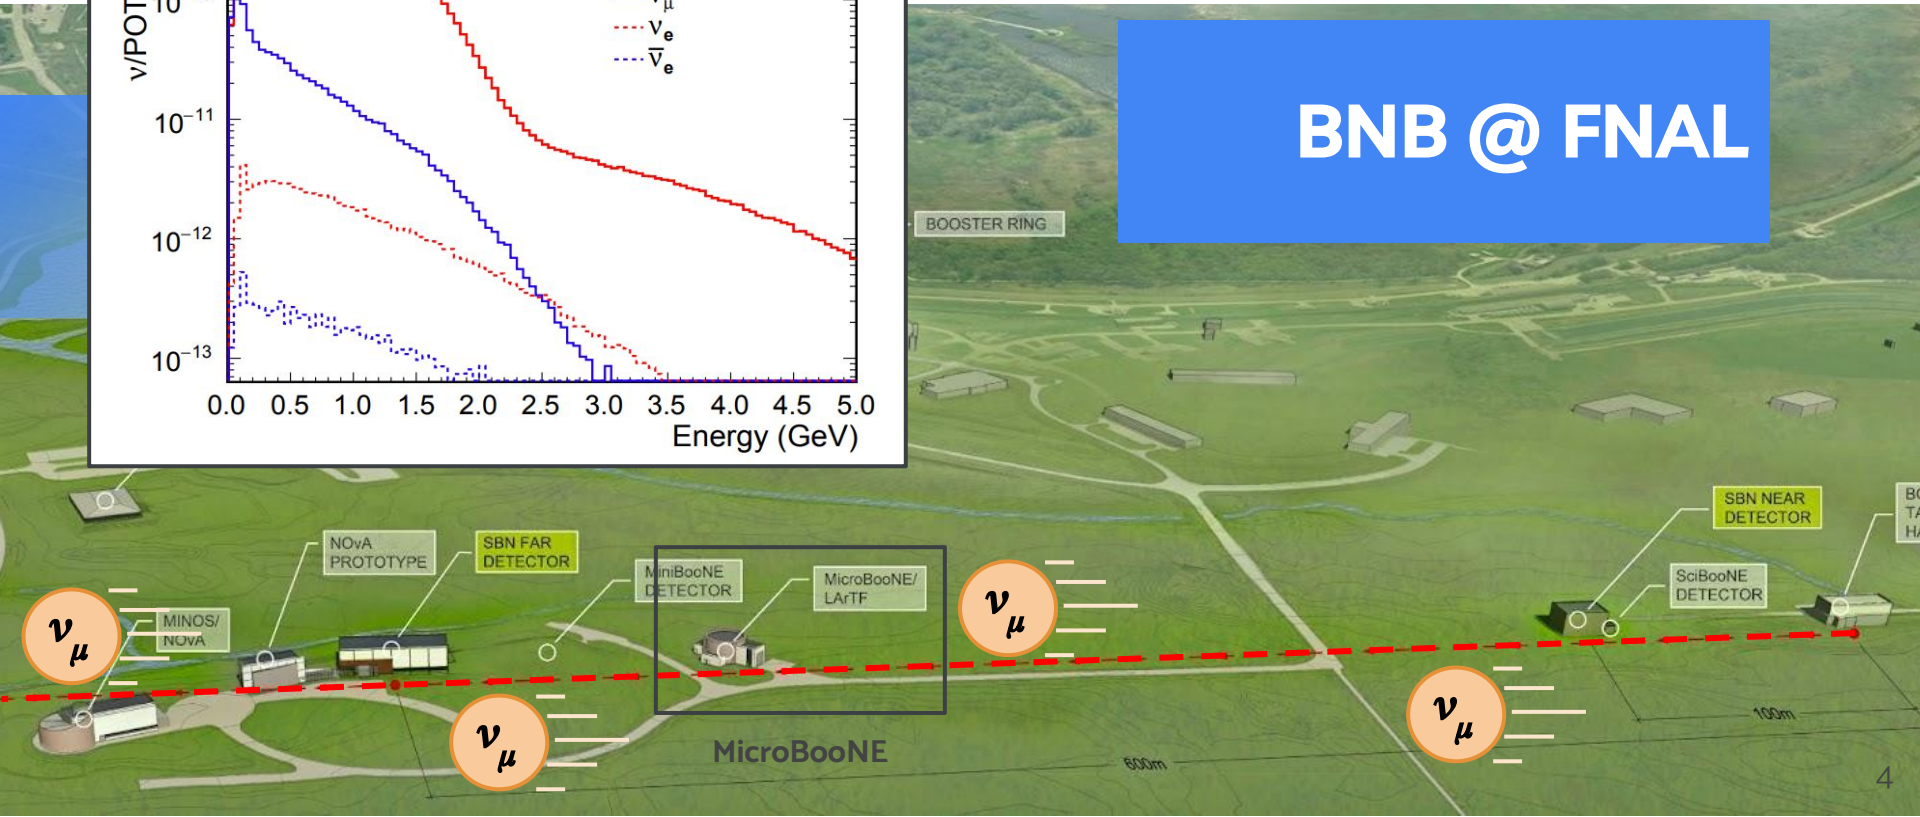 ν/POT
10
ν̅μ
νe
ν̅e
10−11
10−12
10−13
0.0 0.5 1.0 1.5 2.0 2.5 3.0 3.5 4.0 4.5 5.0
Energy (GeV)
BNB @ FNAL
BOOSTER RING
SBN NEAR
DETECTOR
SciBooNE
DETECTOR
NOvA
PROTOTYPE
SBN FAR
DETECTOR
MiniBooNE
DETECTOR
MicroBooNE/
LArTF
MINOS/
NOvA
νμ
νμ
νμ
νμ
MicroBooNE
100m
600m
4